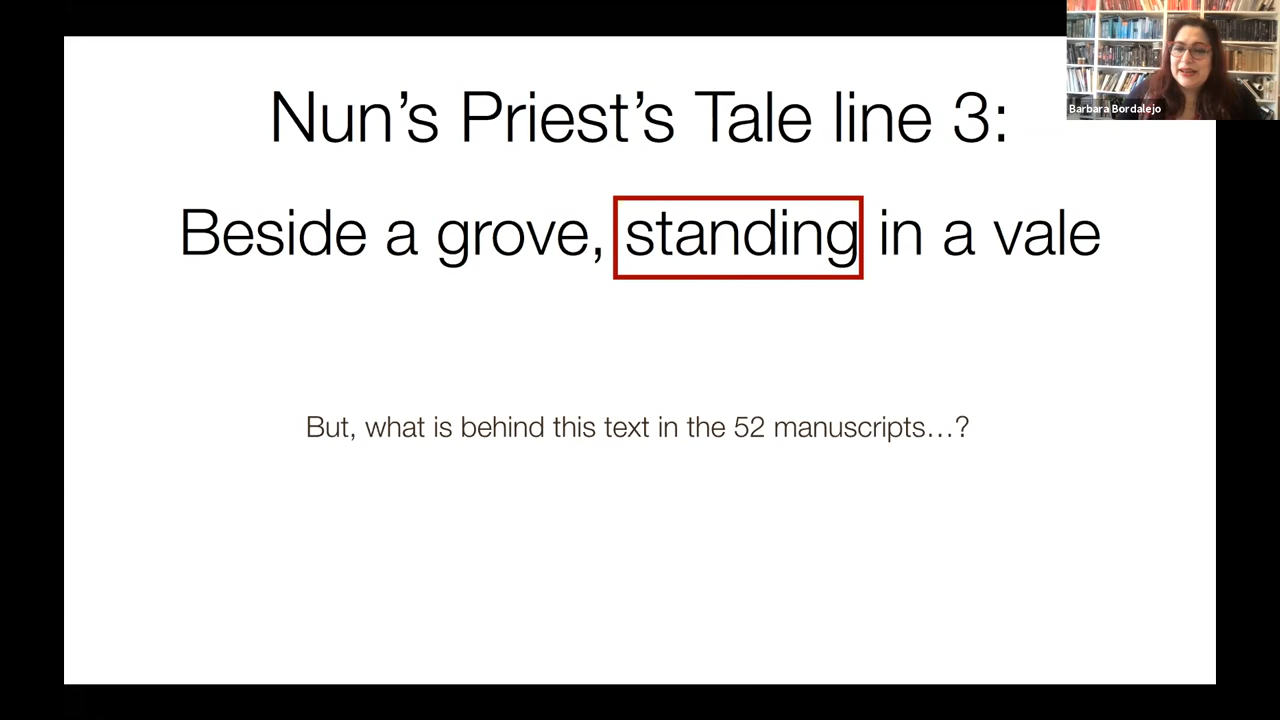 Nun’s Priest’s Tale line 3:
Beside a grove, standing in a vale
But, what is behind this text in the 52 manuscripts…?
Barbara Bordalejo